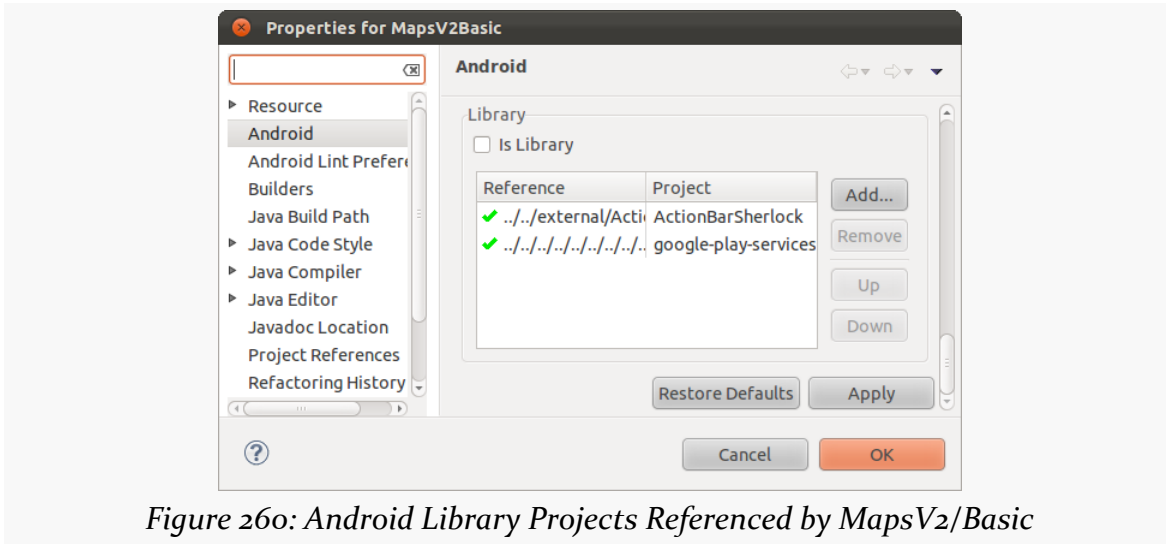 Properties for MapsV2Basic
Android
Resource
Android
Android Lint Prefere
Builders
Java Build Path
Java Code Style
Java Compiler
Java Editor
Javadoc Location
Project References
Refactoring History
Library
Is Library
Reference Project
../../external/Acti ActionBarSherlock
../../../../../../../../.. google-play-services
Add...
Remove
Up
Down
Restore Defaults Apply
Cancel OK
Figure 260: Android Library Projects Referenced by MapsV2/Basic